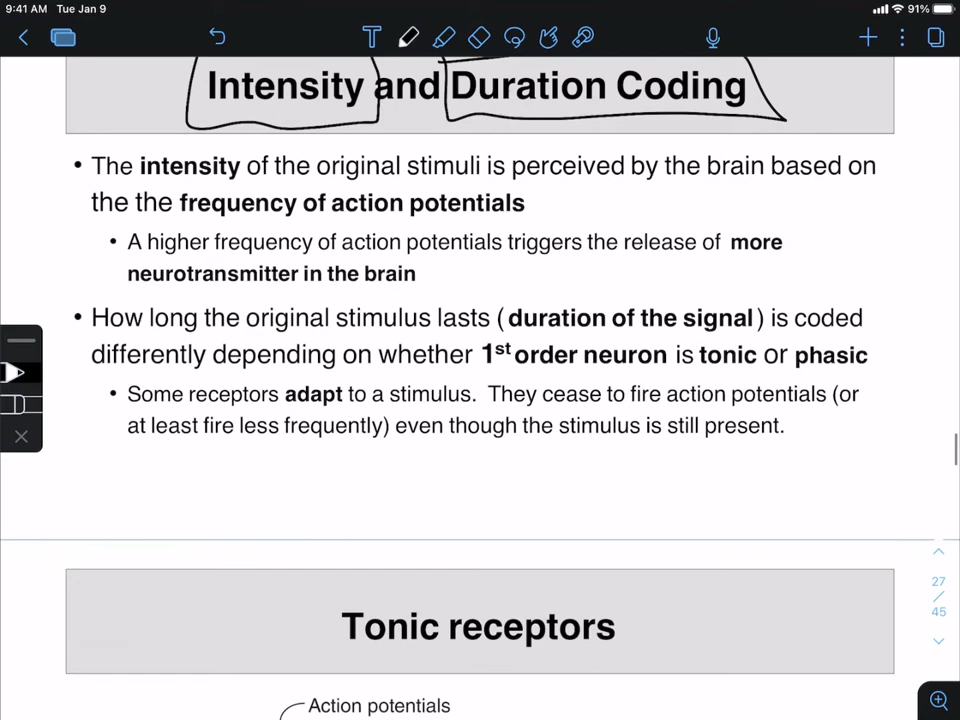 9:41 AM Tue Jan 9
91%
Intensity and Duration Coding
• The intensity of the original stimuli is perceived by the brain based on
the the frequency of action potentials
• A higher frequency of action potentials triggers the release of more
neurotransmitter in the brain
• How long the original stimulus lasts (duration of the signal) is coded
differently depending on whether 1st order neuron is tonic or phasic
• Some receptors adapt to a stimulus. They cease to fire action potentials (or
at least fire less frequently) even though the stimulus is still present.
27
/
45
Tonic receptors
Action potentials